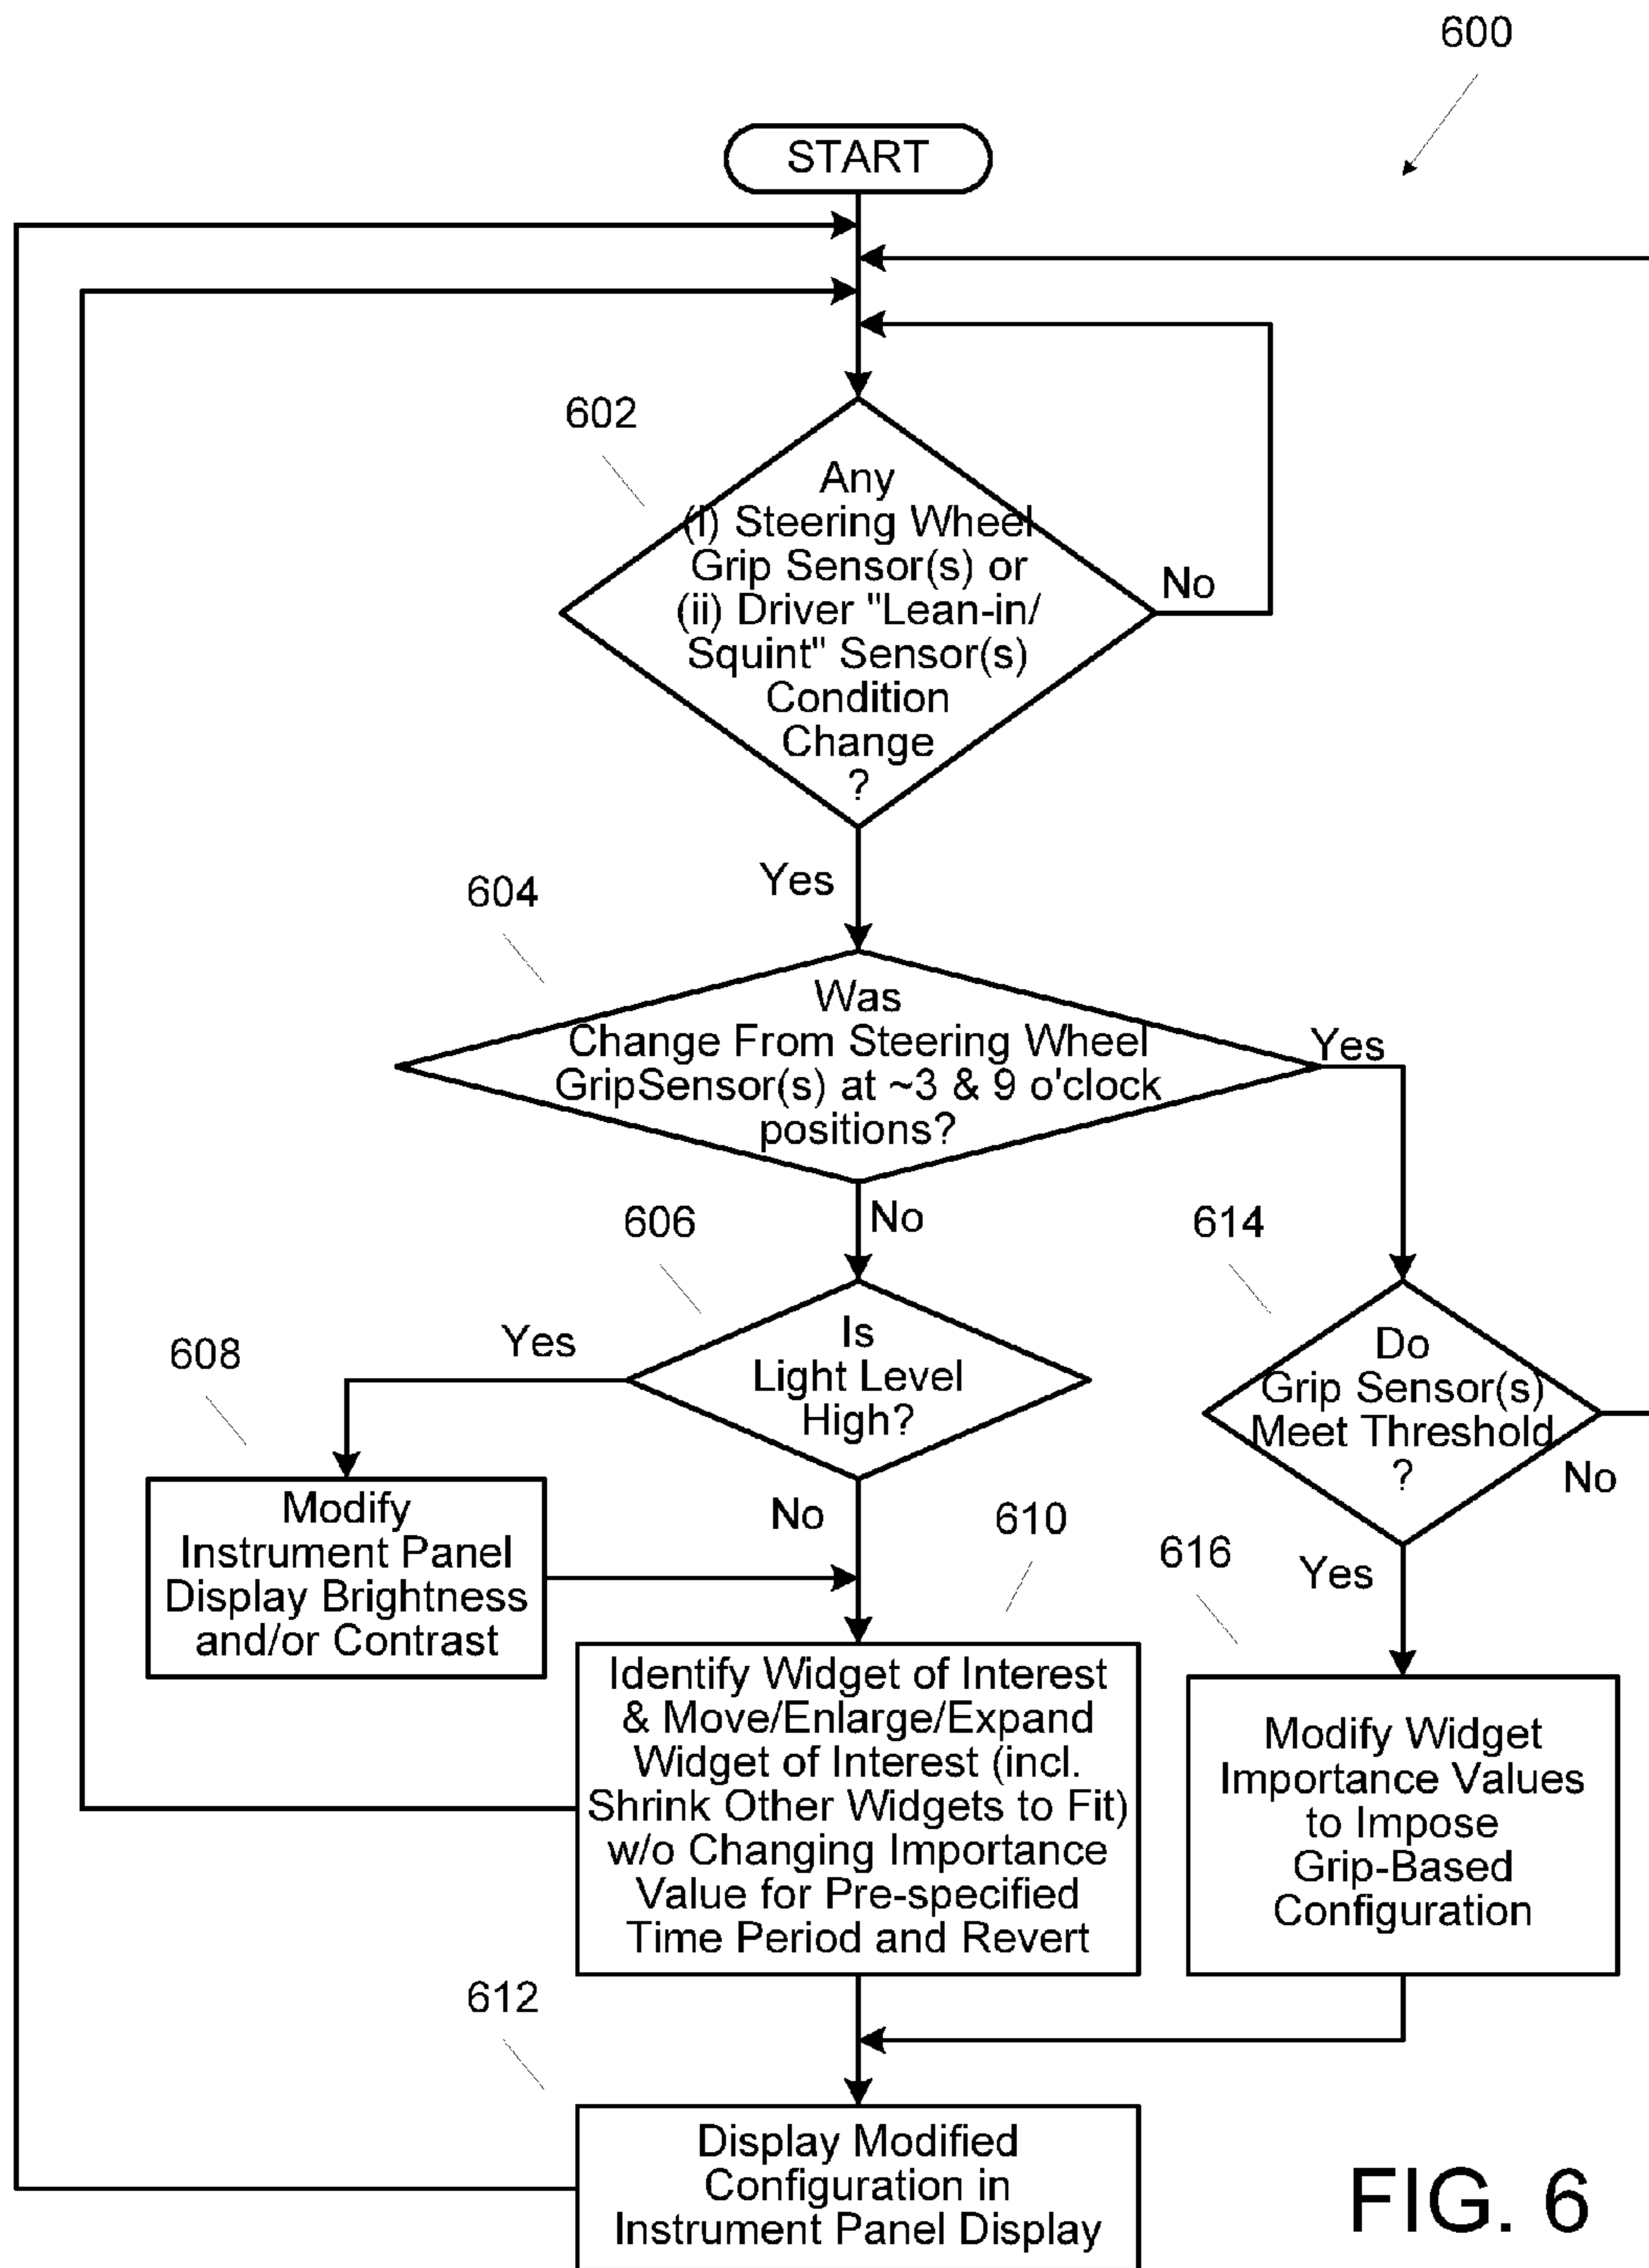 600
START
602
Any
(i) Steering Wheel
Grip Sensor(s) or
(ii) Driver "Lean-in/
Squint" Sensor(s)
Condition
Change
?
No
Yes
604
Was
Change From Steering Wheel
GripSensor(s) at ~3 & 9 o'clock
positions?
Yes
No
606
Is
Light Level
High?
Yes
No
608
Modify
Instrument Panel
Display Brightness
and/or Contrast
614
Do
Grip Sensor(s)
Meet Threshold
?
No
Yes
610
Identify Widget of Interest
& Move/Enlarge/Expand
Widget of Interest (incl.
Shrink Other Widgets to Fit)
w/o Changing Importance
Value for Pre-specified
Time Period and Revert
616
Modify Widget
Importance Values
to Impose
Grip-Based
Configuration
612
Display Modified
Configuration in
Instrument Panel Display
FIG. 6